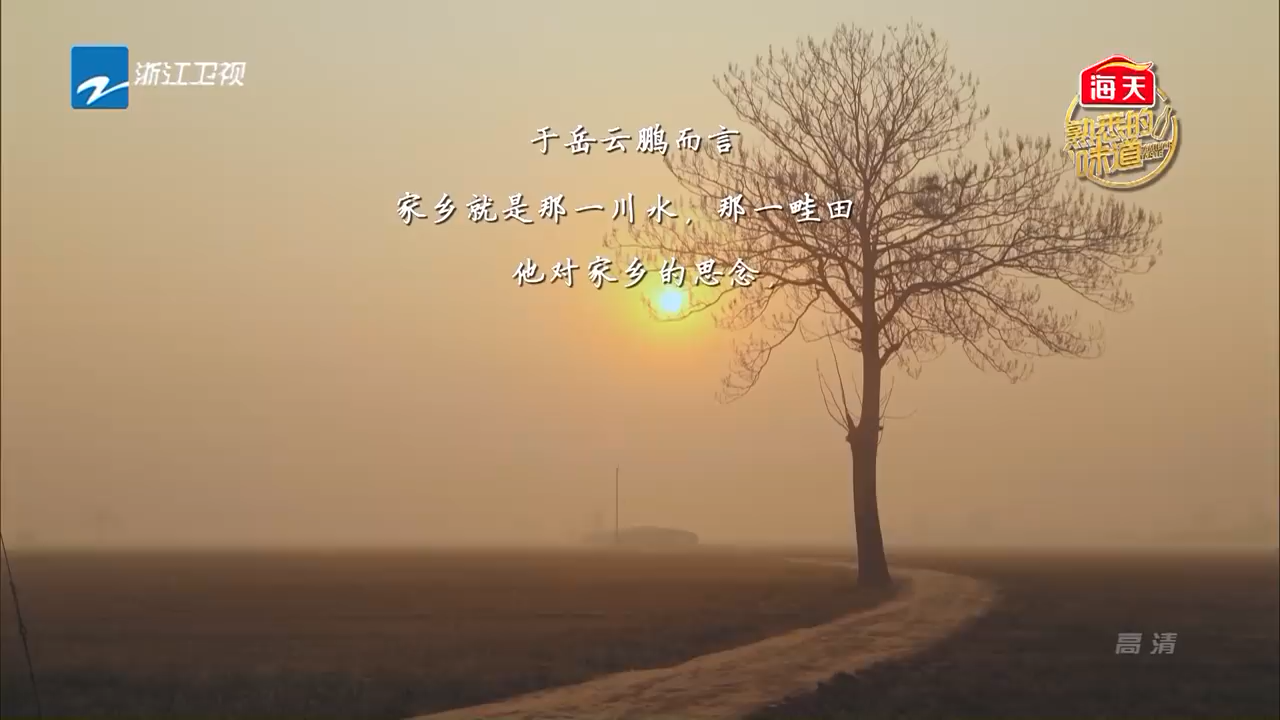 浙江卫视
海天
熟悉的
味道
于岳云鹏而言
家乡就是那一川水，那一畦田
他对家乡的思念
高清